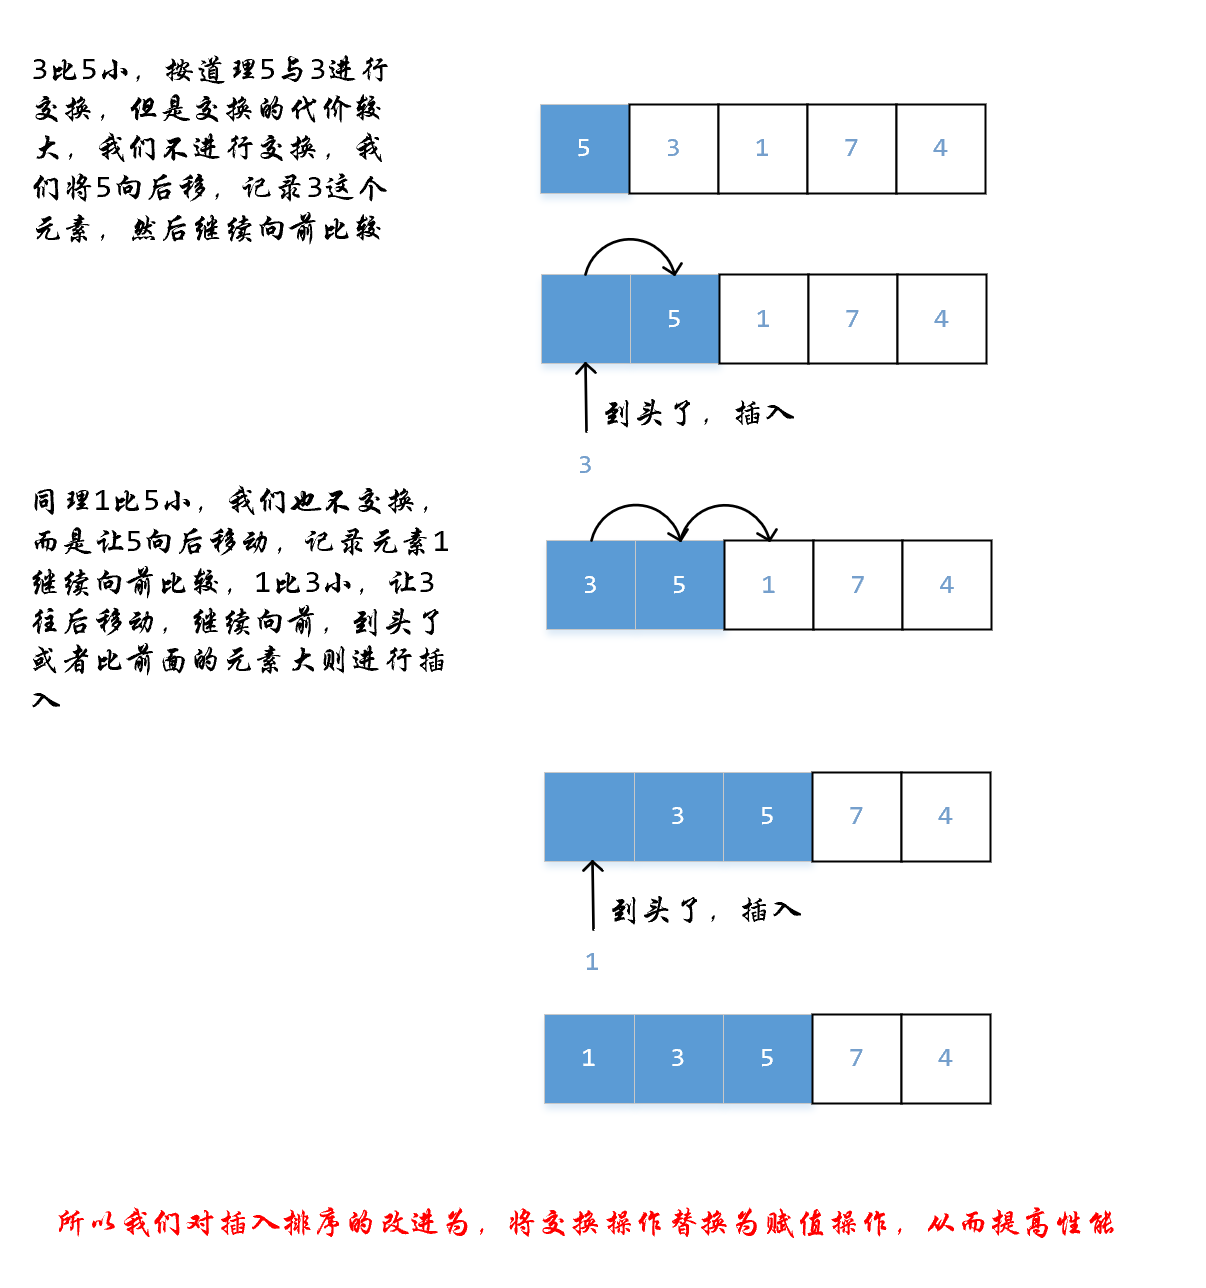 3比5小，按道理5与3进行
交换，但是交换的代价较
大，我们不进行交换，我
们将5向后移，记录3这个
元素，然后继续向前比较
5 3 1 7 4
5 1 7 4
到头了，插入
3
同理1比5小，我们也不交换，
而是让5向后移动，记录元素1
继续向前比较，1比3小，让3
往后移动，继续向前，到头了
或者比前面的元素大则进行插
入
3 5 1 7 4
3 5 7 4
到头了，插入
1
1 3 5 7 4
所以我们对插入排序的改进为，将交换操作替换为赋值操作，从而提高性能